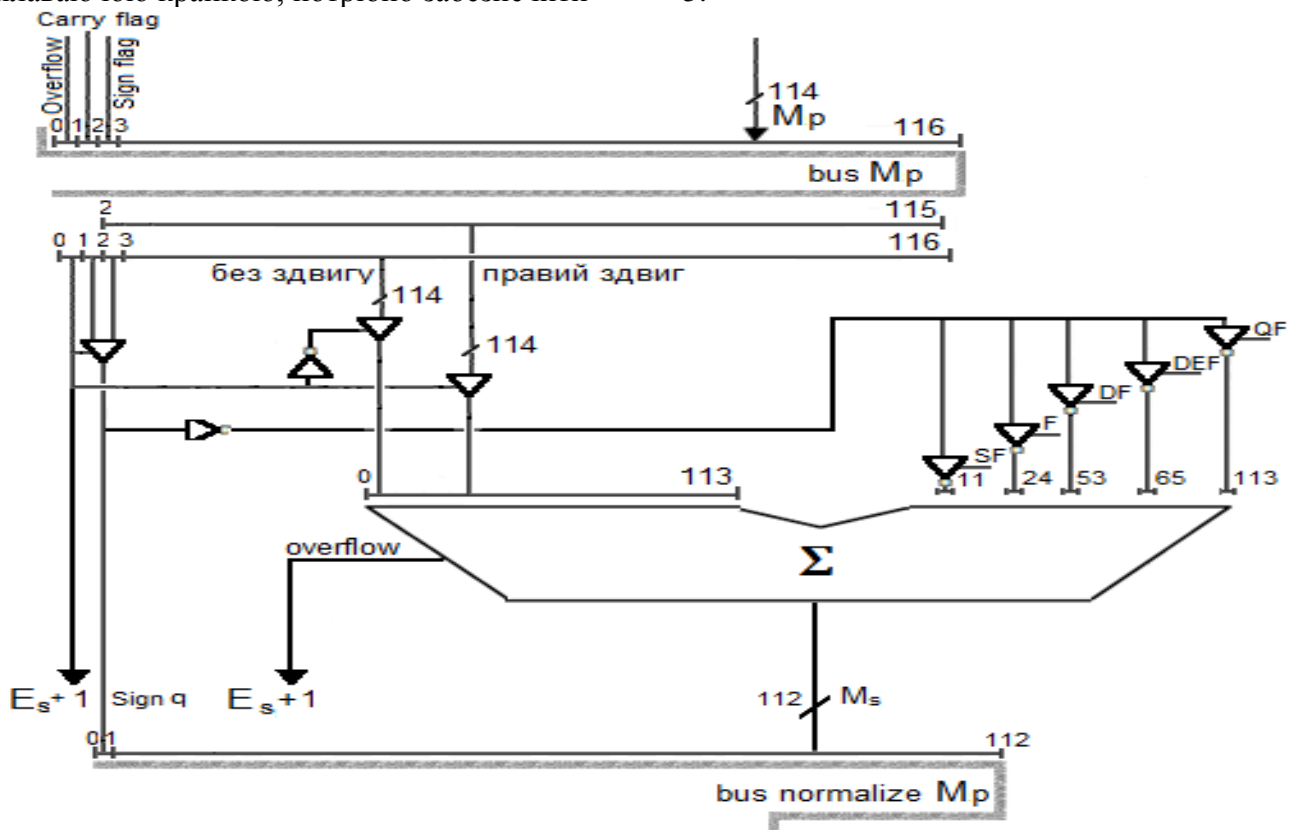 Carry flag
Overflow
Sign flag
0 1 2 3
114
Mp
116
bus Mp
2
115
0 1 2 3
116
без здвигу
правий здвиг
114
114
QF
DEF
DF
F
SF
0
113
11
24
53
65
113
overflow
Σ
Es+1
Sign q
Es+1
112
Ms
0 1
112
bus normalize Mp